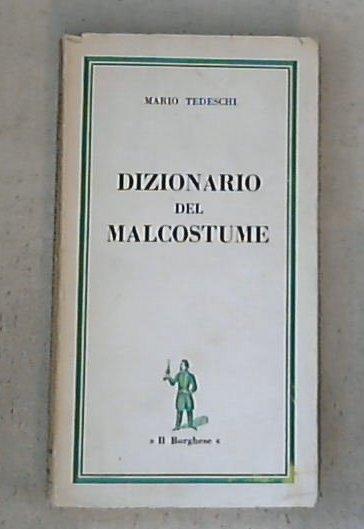 MARIO TEDESCHI
DIZIONARIO
DEL
MALCOSTUME
» Il Borghese «